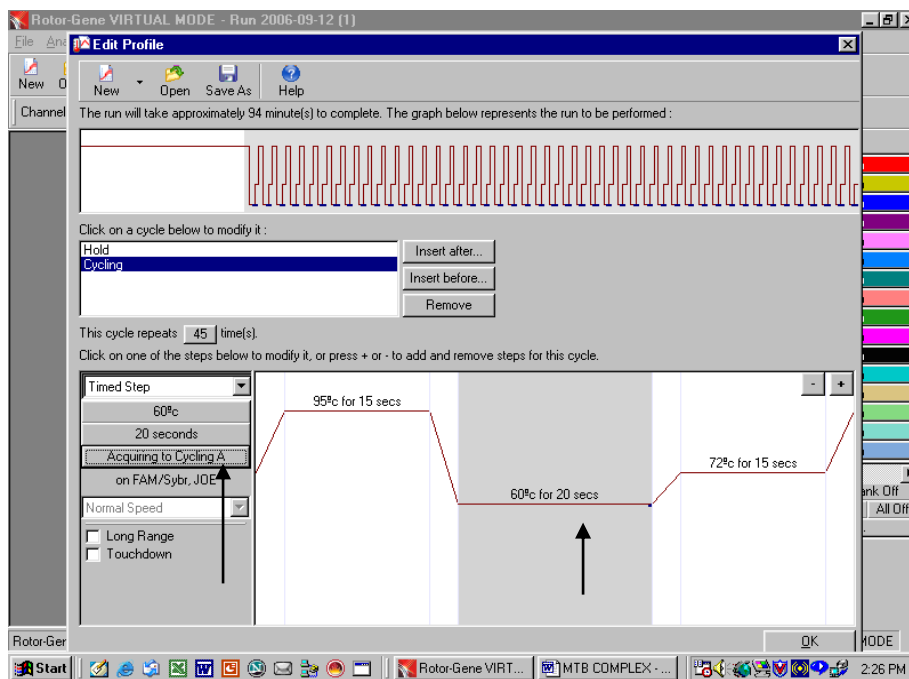 Rotor-Gene VIRTUAL MODE - Run 2006-09-12 (1)
File Ana
Edit Profile
New
New Open Save As Help
Channel
The run will take approximately 94 minute(s) to complete. The graph below represents the run to be performed :
Click on a cycle below to modify it :
Hold
Cycling
Insert after...
Insert before...
Remove
This cycle repeats 45 time(s).
Click on one of the steps below to modify it, or press + or - to add and remove steps for this cycle.
Timed Step
- +
60ºc
20 seconds
Acquiring to Cycling A
on FAM/Sybr, JOE
Normal Speed
Long Range
Touchdown
95ºc for 15 secs
60ºc for 20 secs
72ºc for 15 secs
ank Off
All Off
OK
Rotor-Ger
MODE
Start
Rotor-Gene VIRT...
MTB COMPLEX - ...
2:26 PM